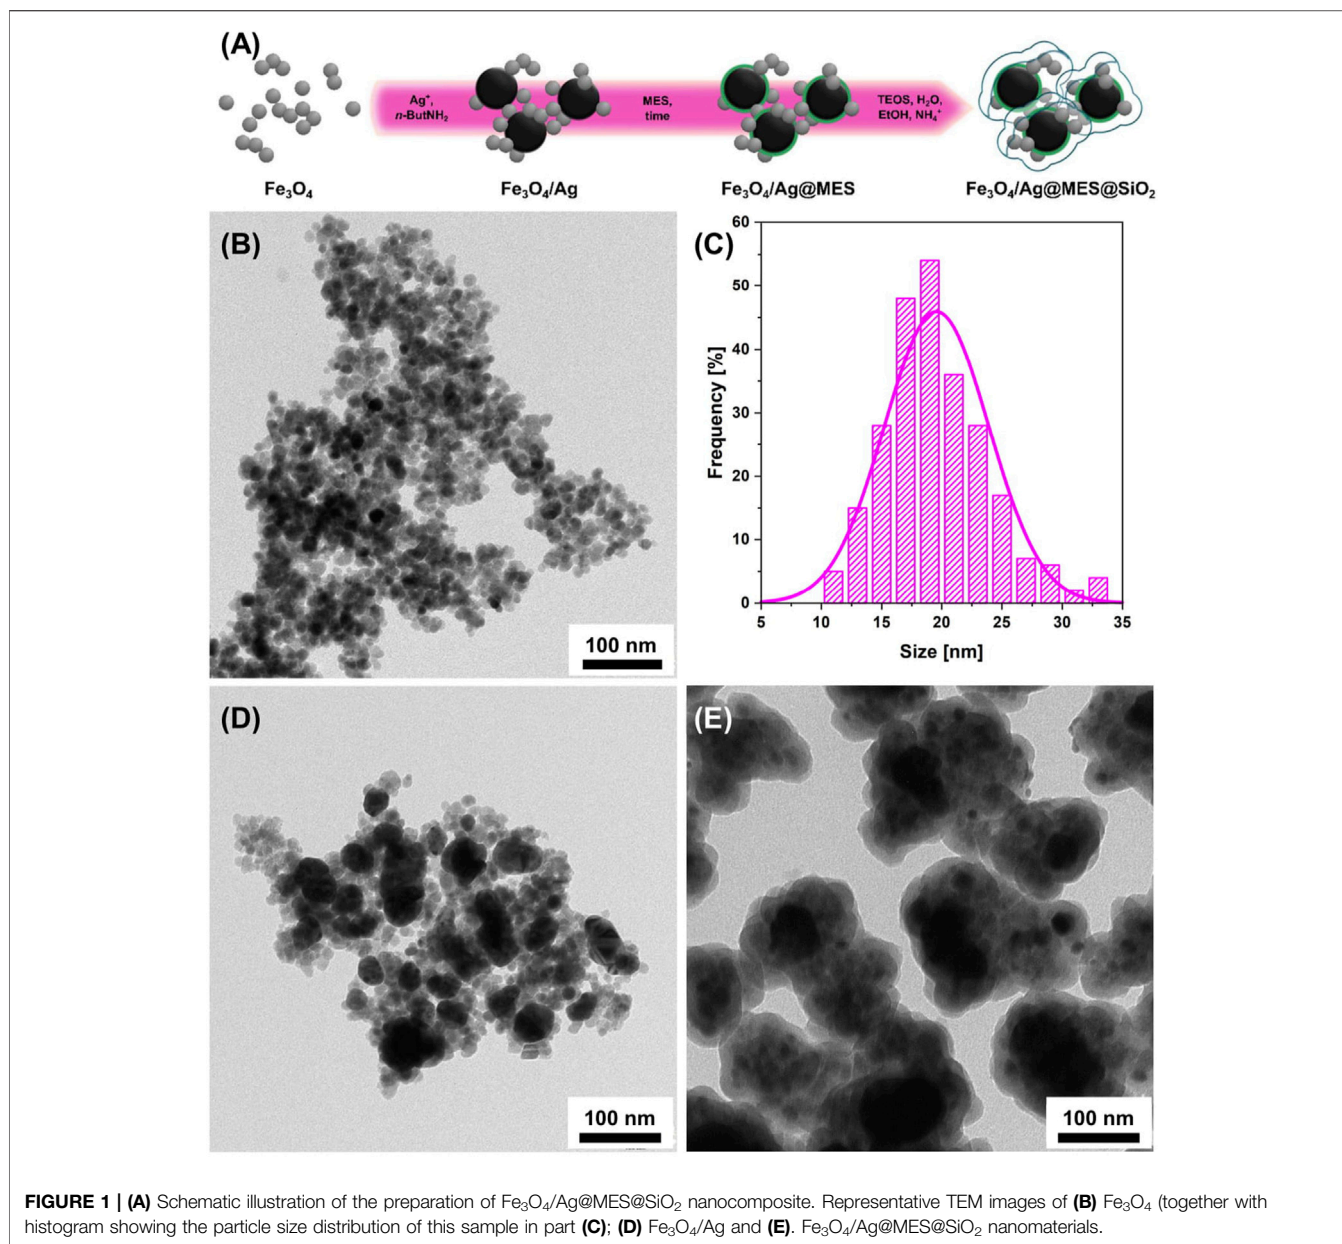 (A)
Ag⁺,
n-ButNH₂
MES,
time
TEOS, H₂O,
EtOH, NH₄⁺
Fe₃O₄
Fe₃O₄/Ag
Fe₃O₄/Ag@MES
Fe₃O₄/Ag@MES@SiO₂
(B)
100 nm
(C)
Frequency [%]
60
50
40
30
20
10
0
5 10 15 20 25 30 35
Size [nm]
(D)
100 nm
(E)
100 nm
FIGURE 1 | (A) Schematic illustration of the preparation of Fe₃O₄/Ag@MES@SiO₂ nanocomposite. Representative TEM images of (B) Fe₃O₄ (together with
histogram showing the particle size distribution of this sample in part (C); (D) Fe₃O₄/Ag and (E). Fe₃O₄/Ag@MES@SiO₂ nanomaterials.